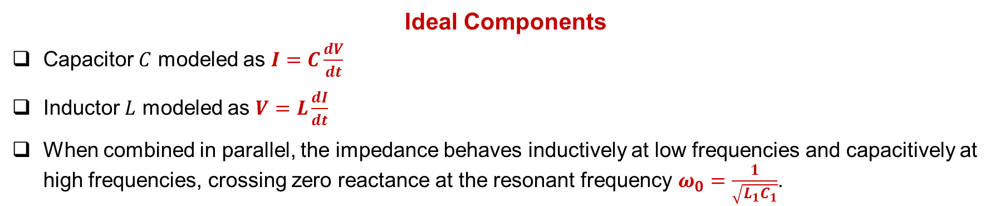 Ideal Components
❑ Capacitor C modeled as I = C dV/dt
❑ Inductor L modeled as V = L dI/dt
❑ When combined in parallel, the impedance behaves inductively at low frequencies and capacitively at
high frequencies, crossing zero reactance at the resonant frequency ω₀ = 1/√(L₁C₁).